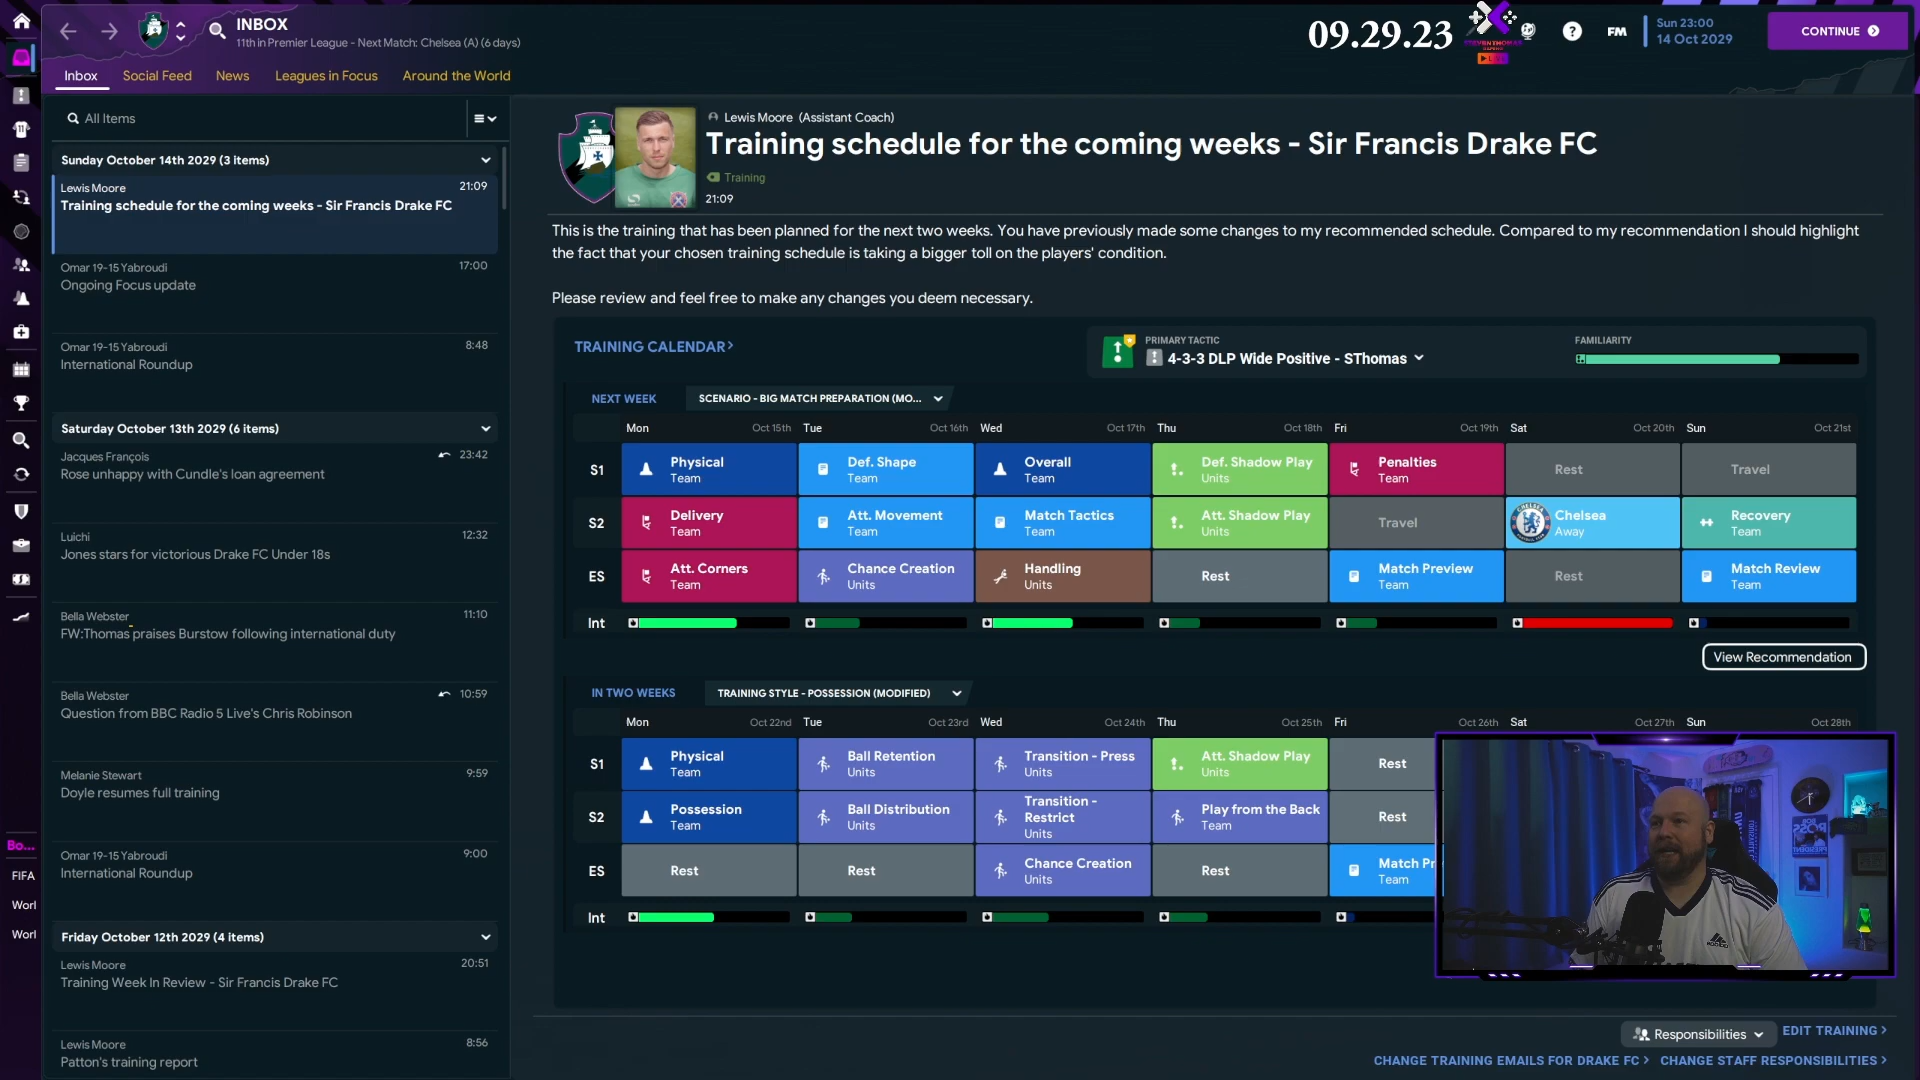 INBOX
11th in Premier League - Next Match: Chelsea (A) (6 days)
09.29.23
FM
Sun 23:00
14 Oct 2029
CONTINUE
Inbox
Social Feed
News
Leagues in Focus
Around the World
All Items
Sunday October 14th 2029 (3 items)
Lewis Moore 21:09
Training schedule for the coming weeks - Sir Francis Drake FC
Omar 19-15 Yabroudi 17:00
Ongoing Focus update
Omar 19-15 Yabroudi 8:48
International Roundup
Saturday October 13th 2029 (6 items)
Jacques François 23:42
Rose unhappy with Cundle's loan agreement
Luichi 12:32
Jones stars for victorious Drake FC Under 18s
Bella Webster 11:10
FW:Thomas praises Burstow following international duty
Bella Webster 10:59
Question from BBC Radio 5 Live's Chris Robinson
Melanie Stewart 9:59
Doyle resumes full training
Omar 19-15 Yabroudi 9:00
International Roundup
Friday October 12th 2029 (4 items)
Lewis Moore 20:51
Training Week In Review - Sir Francis Drake FC
Lewis Moore 8:56
Patton's training report
Bo...
FIFA
Worl
Worl
Lewis Moore (Assistant Coach)
Training schedule for the coming weeks - Sir Francis Drake FC
Training
21:09
This is the training that has been planned for the next two weeks. You have previously made some changes to my recommended schedule. Compared to my recommendation I should highlight
the fact that your chosen training schedule is taking a bigger toll on the players' condition.
Please review and feel free to make any changes you deem necessary.
TRAINING CALENDAR
PRIMARY TACTIC
4-3-3 DLP Wide Positive - SThomas
FAMILIARITY
NEXT WEEK
SCENARIO - BIG MATCH PREPARATION (MO...
Mon Oct 15th Tue Oct 16th Wed Oct 17th Thu Oct 18th Fri Oct 19th Sat Oct 20th Sun Oct 21st
S1
Physical Def. Shape Overall Def. Shadow Play Penalties Rest Travel
Team Team Team Units Team
S2
Delivery Att. Movement Match Tactics Att. Shadow Play Travel Chelsea Recovery
Team Team Team Units Away Team
ES
Att. Corners Chance Creation Handling Rest Match Preview Rest Match Review
Team Units Units Team Team
Int
View Recommendation
IN TWO WEEKS
TRAINING STYLE - POSSESSION (MODIFIED)
Mon Oct 22nd Tue Oct 23rd Wed Oct 24th Thu Oct 25th Fri Oct 26th Sat Oct 27th Sun Oct 28th
S1
Physical Ball Retention Transition - Press Att. Shadow Play Rest
Team Units Units Units
S2
Possession Ball Distribution Transition - Restrict Play from the Back Rest
Team Units Units Team
ES
Rest Rest Chance Creation Rest Match Pr
Units Team
Int
Responsibilities
EDIT TRAINING
CHANGE TRAINING EMAILS FOR DRAKE FC
CHANGE STAFF RESPONSIBILITIES